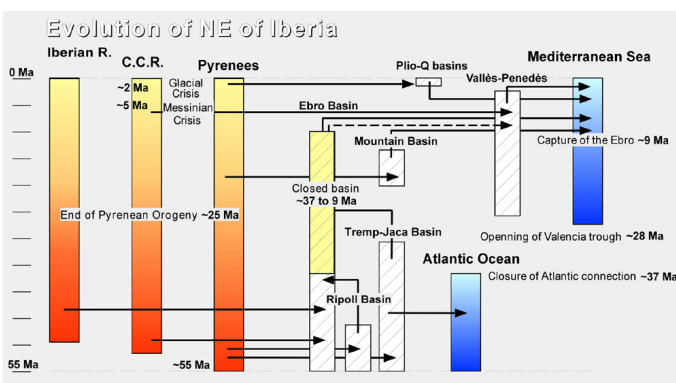 Evolution of NE of Iberia
Iberian R.
C.C.R.
Pyrenees
Plio-Q basins
Mediterranean Sea
Vallès-Penedès
0 Ma
~2 Ma
Glacial
Crisis
~5 Ma
Messinian
Crisis
Ebro Basin
Mountain Basin
Capture of the Ebro ~9 Ma
Closed basin
~37 to 9 Ma
End of Pyrenean Orogeny ~25 Ma
Tremp-Jaca Basin
Openning of Valencia trough ~28 Ma
Atlantic Ocean
Closure of Atlantic connection ~37 Ma
Ripoll Basin
55 Ma
~55 Ma